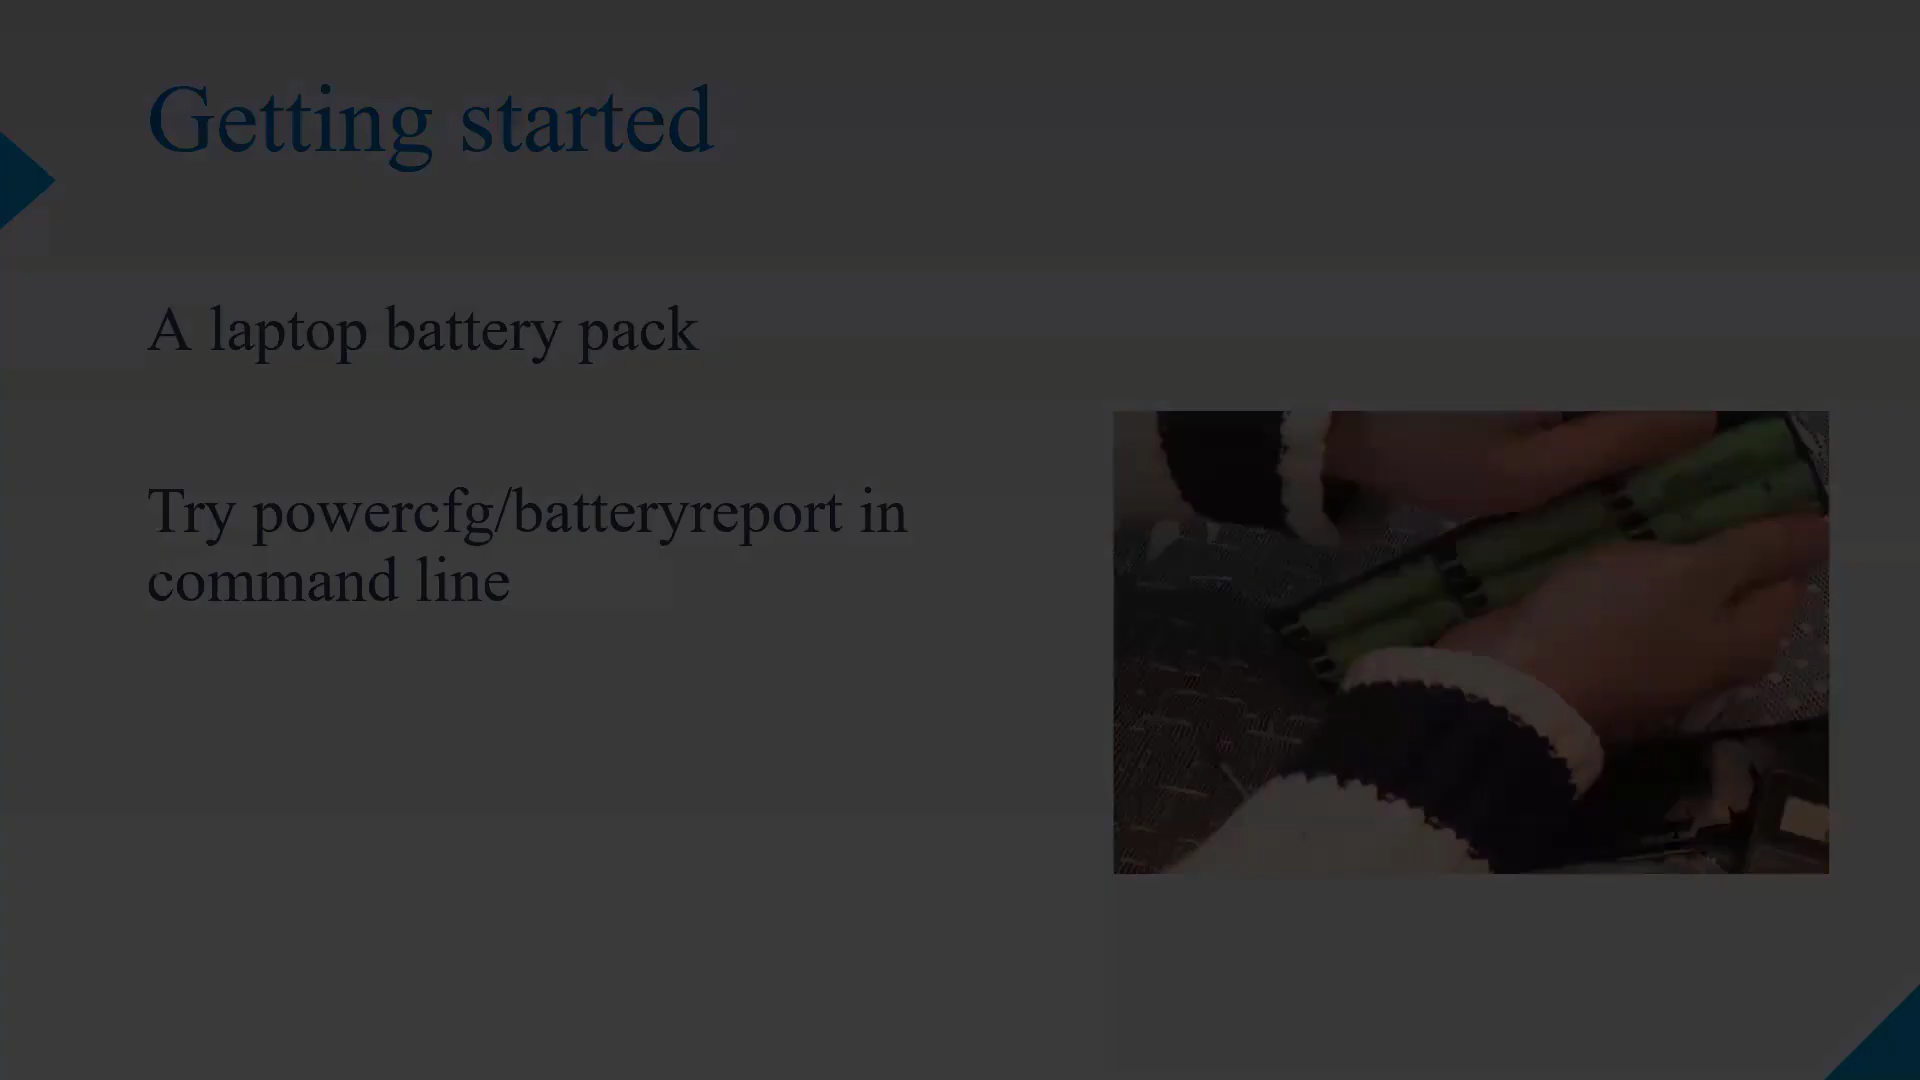 Getting started
A laptop battery pack
Try powercfg/batteryreport in
command line